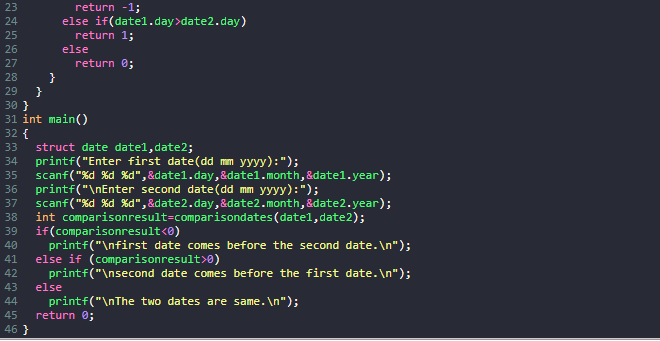 23 return -1;
24 else if(date1.day>date2.day)
25 return 1;
26 else
27 return 0;
28 }
29 }
30 }
31 int main()
32 {
33 struct date date1,date2;
34 printf("Enter first date(dd mm yyyy):");
35 scanf("%d %d %d",&date1.day,&date1.month,&date1.year);
36 printf("\nEnter second date(dd mm yyyy):");
37 scanf("%d %d %d",&date2.day,&date2.month,&date2.year);
38 int comparisonresult=comparisondates(date1,date2);
39 if(comparisonresult<0)
40 printf("\nfirst date comes before the second date.\n");
41 else if (comparisonresult>0)
42 printf("\nsecond date comes before the first date.\n");
43 else
44 printf("\nThe two dates are same.\n");
45 return 0;
46 }